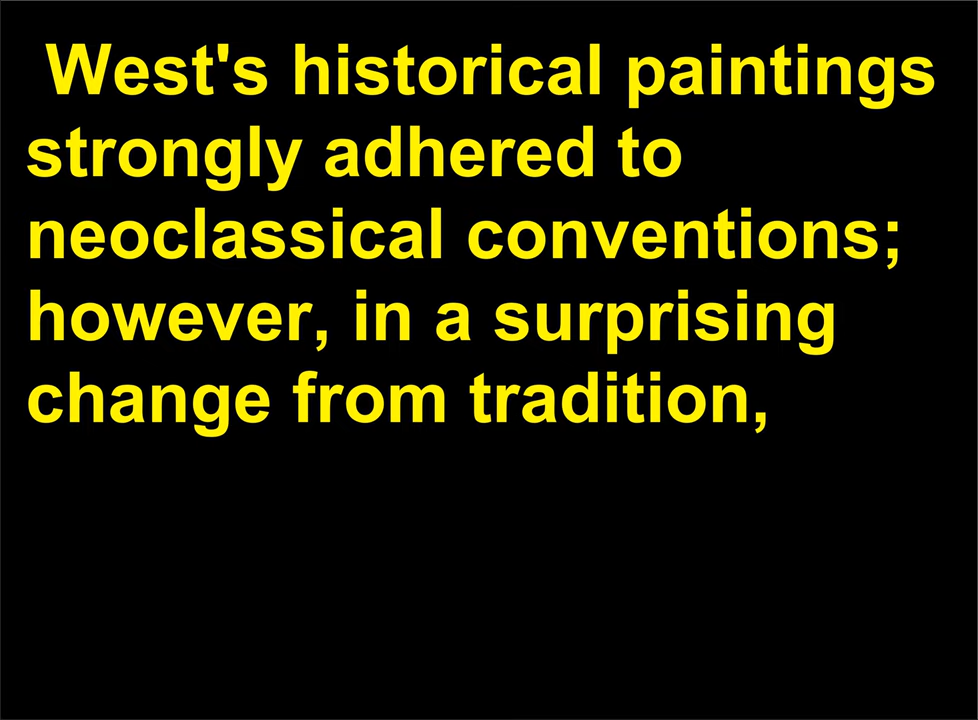 West's historical paintings
strongly adhered to
neoclassical conventions;
however, in a surprising
change from tradition,